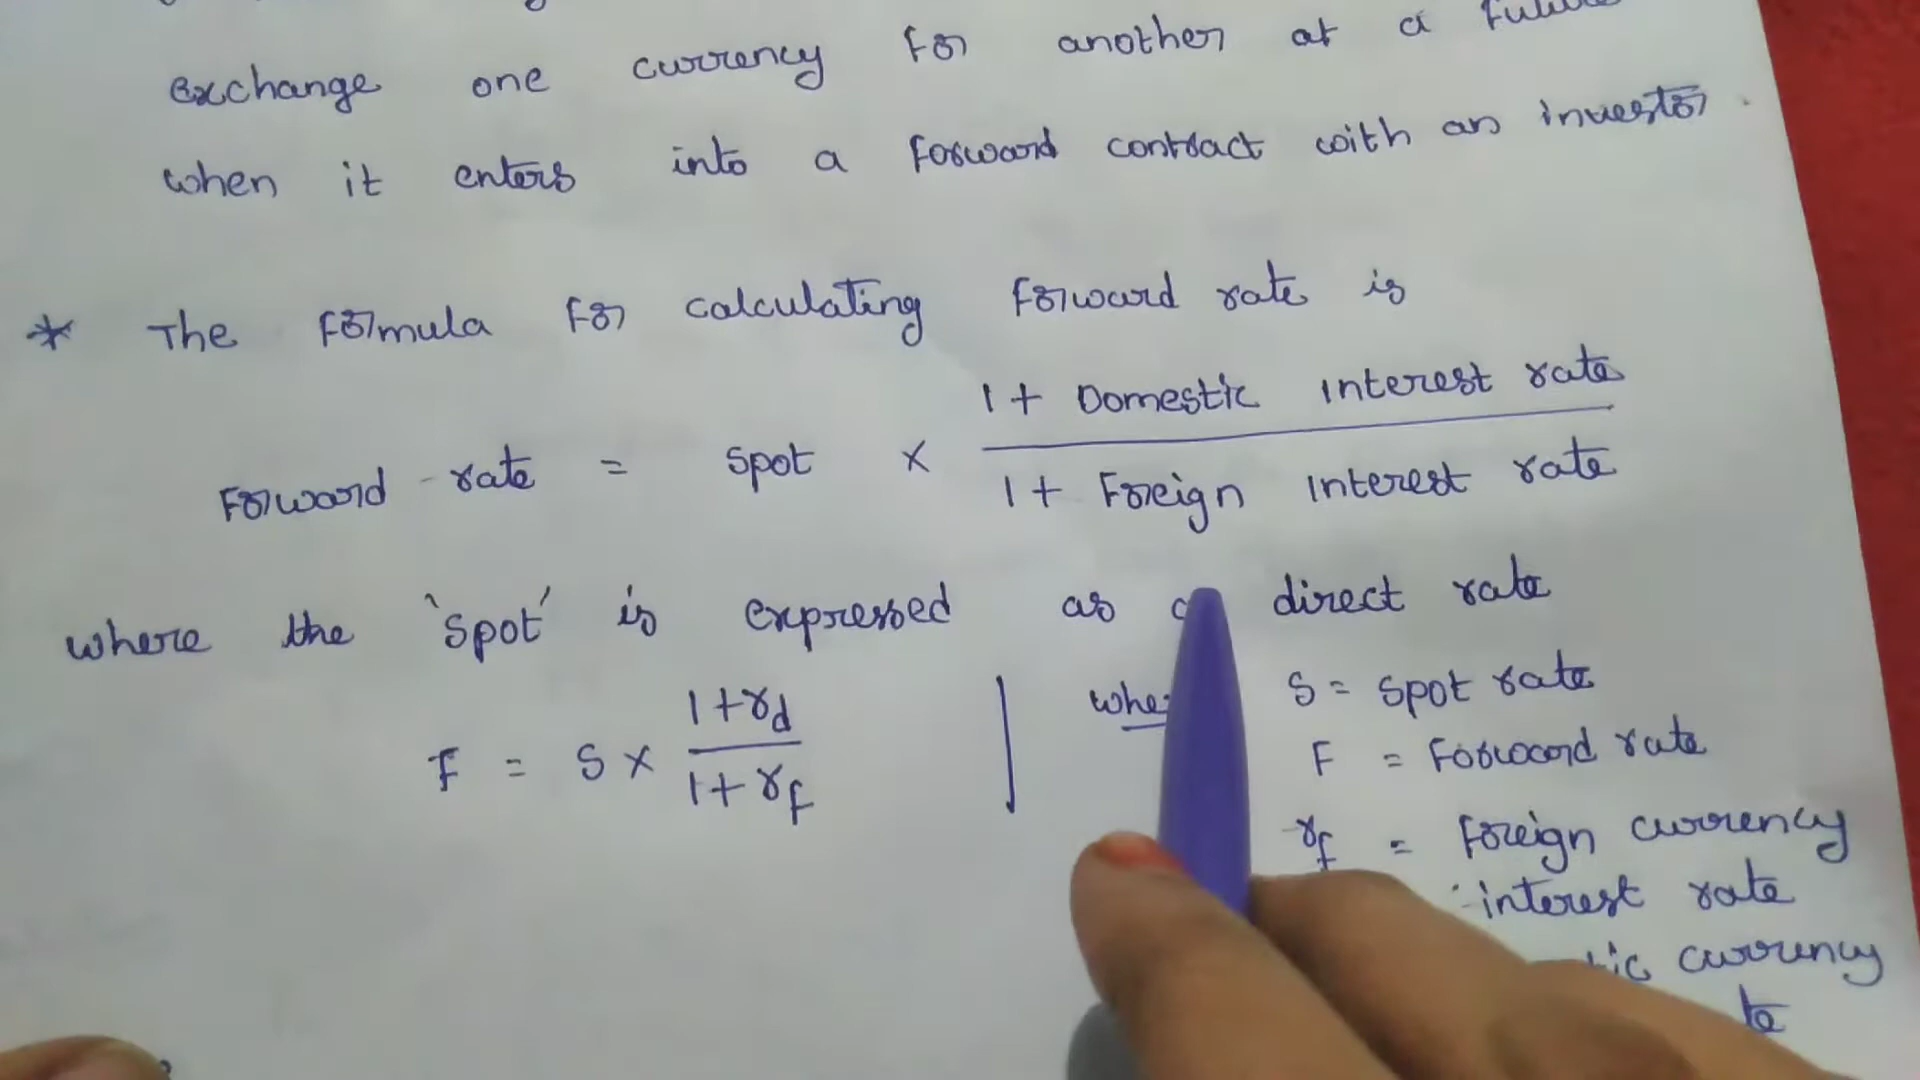 exchange one currency for another at a future
when it enters into a forward contract with an investor.
* The formula for calculating forward rate is
Forward rate = spot × 1 + Domestic interest rate / 1 + Foreign interest rate
where the 'spot' is expressed as a direct rate
F = S × 1+rd / 1+rf
where S = spot rate
F = Forward rate
rf = foreign currency
interest rate
currency